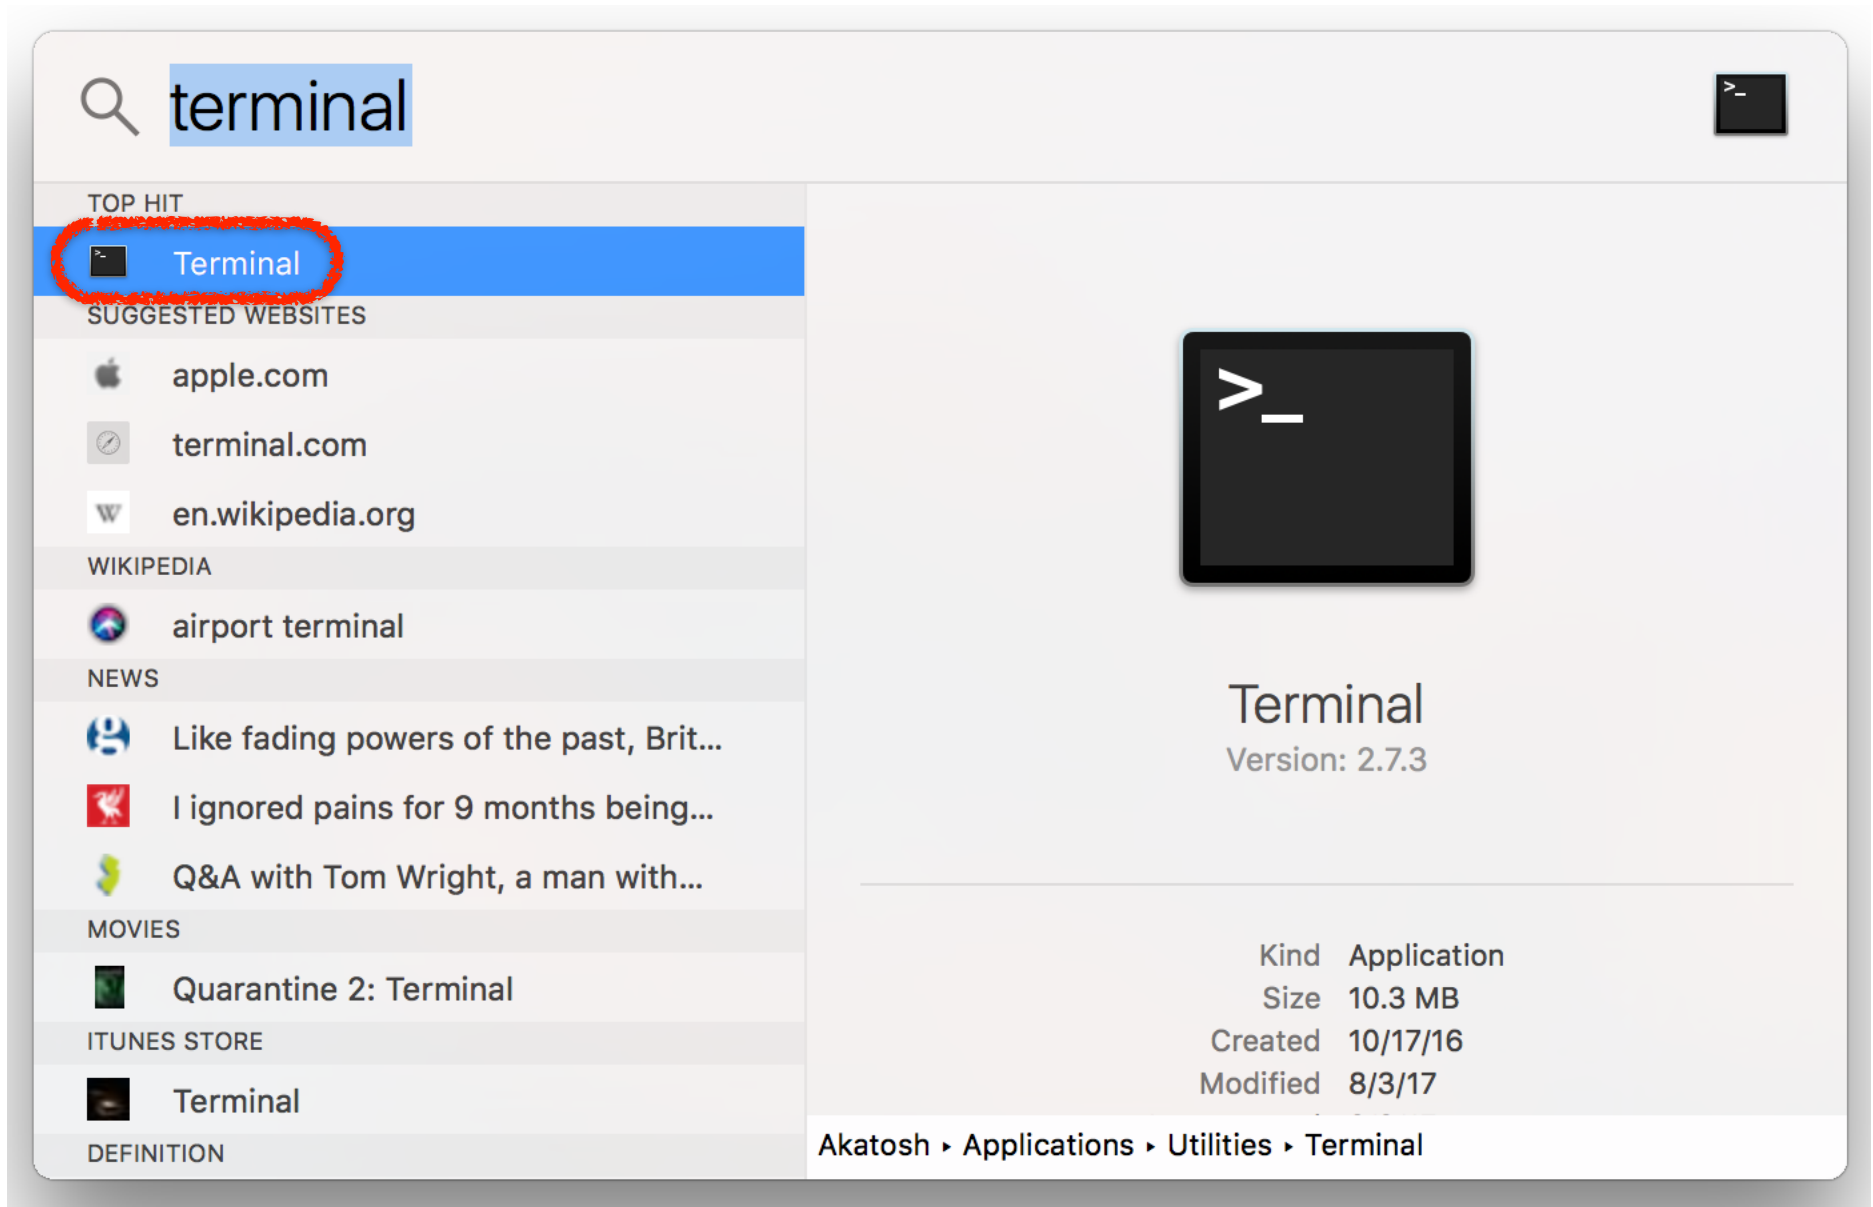 terminal
>_
TOP HIT
>_ Terminal
SUGGESTED WEBSITES
apple.com
terminal.com
W en.wikipedia.org
WIKIPEDIA
airport terminal
NEWS
Like fading powers of the past, Brit...
I ignored pains for 9 months being...
Q&A with Tom Wright, a man with...
MOVIES
Quarantine 2: Terminal
ITUNES STORE
Terminal
DEFINITION
>_
Terminal
Version: 2.7.3
Kind Application
Size 10.3 MB
Created 10/17/16
Modified 8/3/17
Akatosh ▸ Applications ▸ Utilities ▸ Terminal